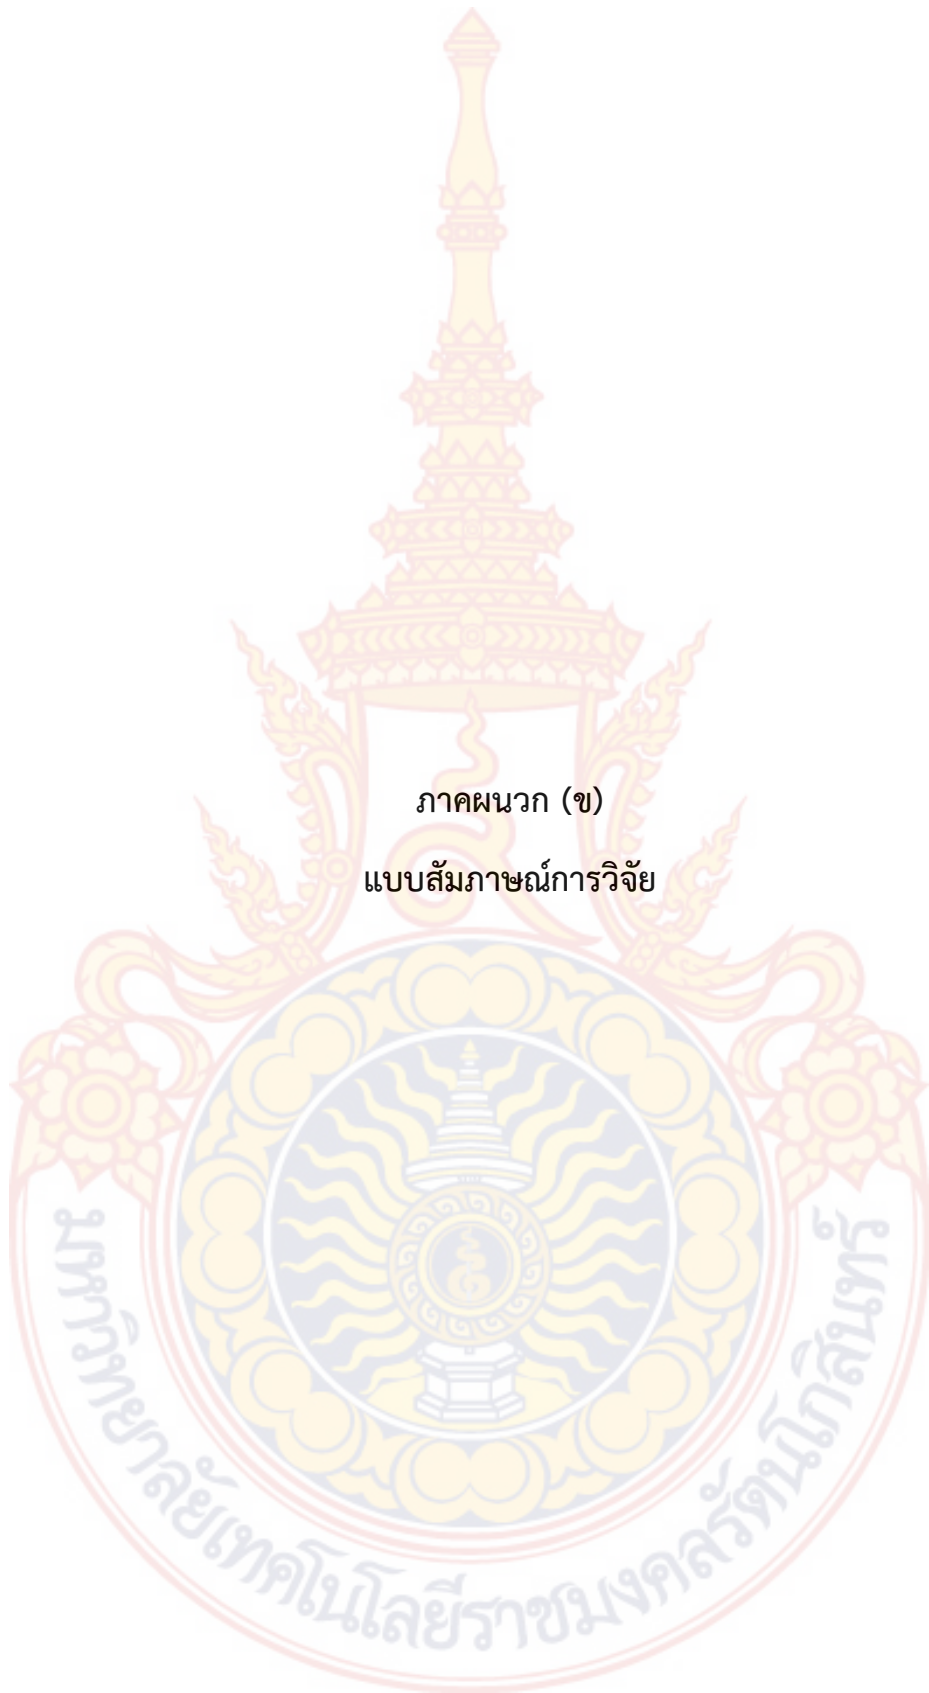 ภาคผนวก (ข)
แบบสัมภาษณ์การวิจัย
มหาวิทยาลัยเทคโนโลยีราชมงคลรัตนโกสินทร์